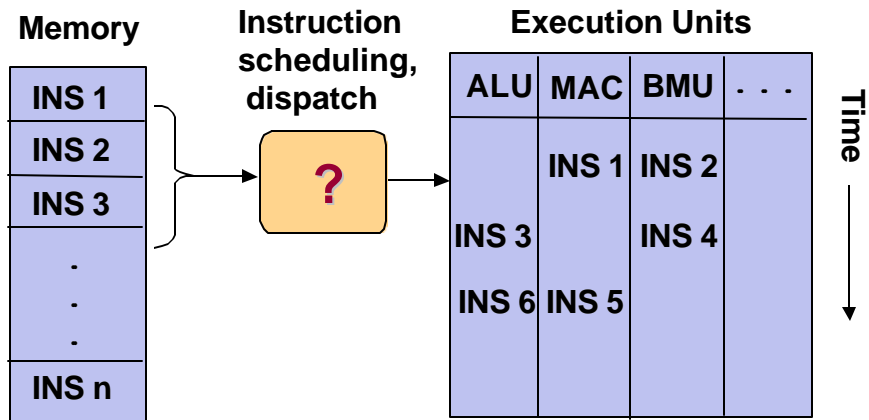 Memory
INS 1
INS 2
INS 3
.
.
.
INS n
Instruction
scheduling,
dispatch
?
Execution Units
ALU MAC BMU . . .
INS 1 INS 2
INS 3 INS 4
INS 6 INS 5
Time